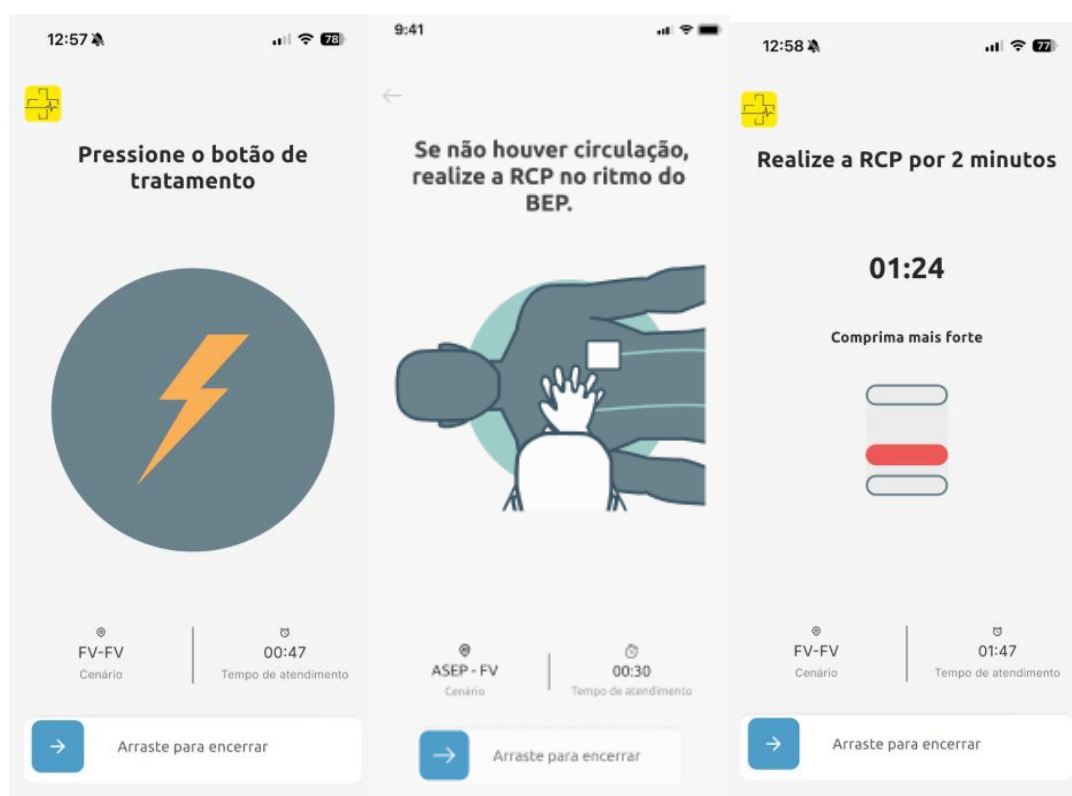 12:57
78
Pressione o botão de
tratamento
FV-FV
Cenário
00:47
Tempo de atendimento
Arraste para encerrar
9:41
Se não houver circulação,
realize a RCP no ritmo do
BEP.
ASEP - FV
Cenário
00:30
Tempo de atendimento
Arraste para encerrar
12:58
77
Realize a RCP por 2 minutos
01:24
Comprima mais forte
FV-FV
Cenário
01:47
Tempo de atendimento
Arraste para encerrar